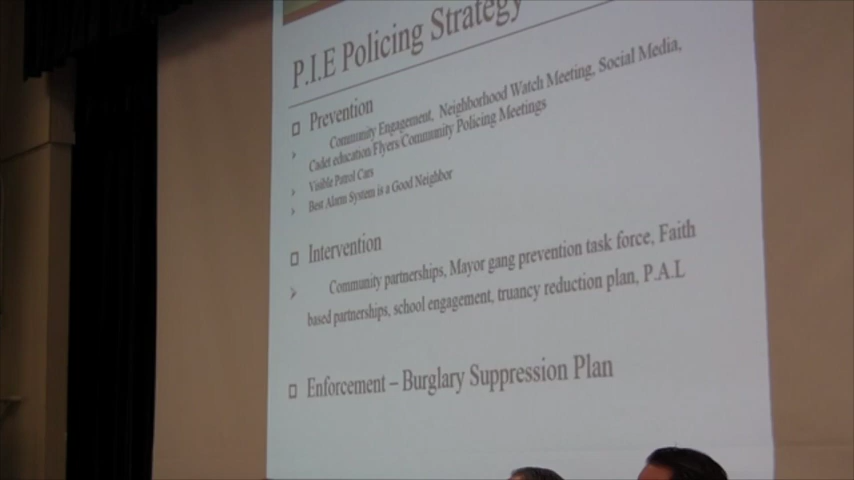 P.I.E Policing Strategy
Prevention
Community Engagement, Neighborhood Watch Meeting, Social Media,
Cadet education/Flyers/Community Policing Meetings
Visible Patrol Cars
Best Alarm System is a Good Neighbor
Intervention
Community partnerships, Mayor gang prevention task force, Faith
based partnerships, school engagement, truancy reduction plan, P.A.L
Enforcement – Burglary Suppression Plan